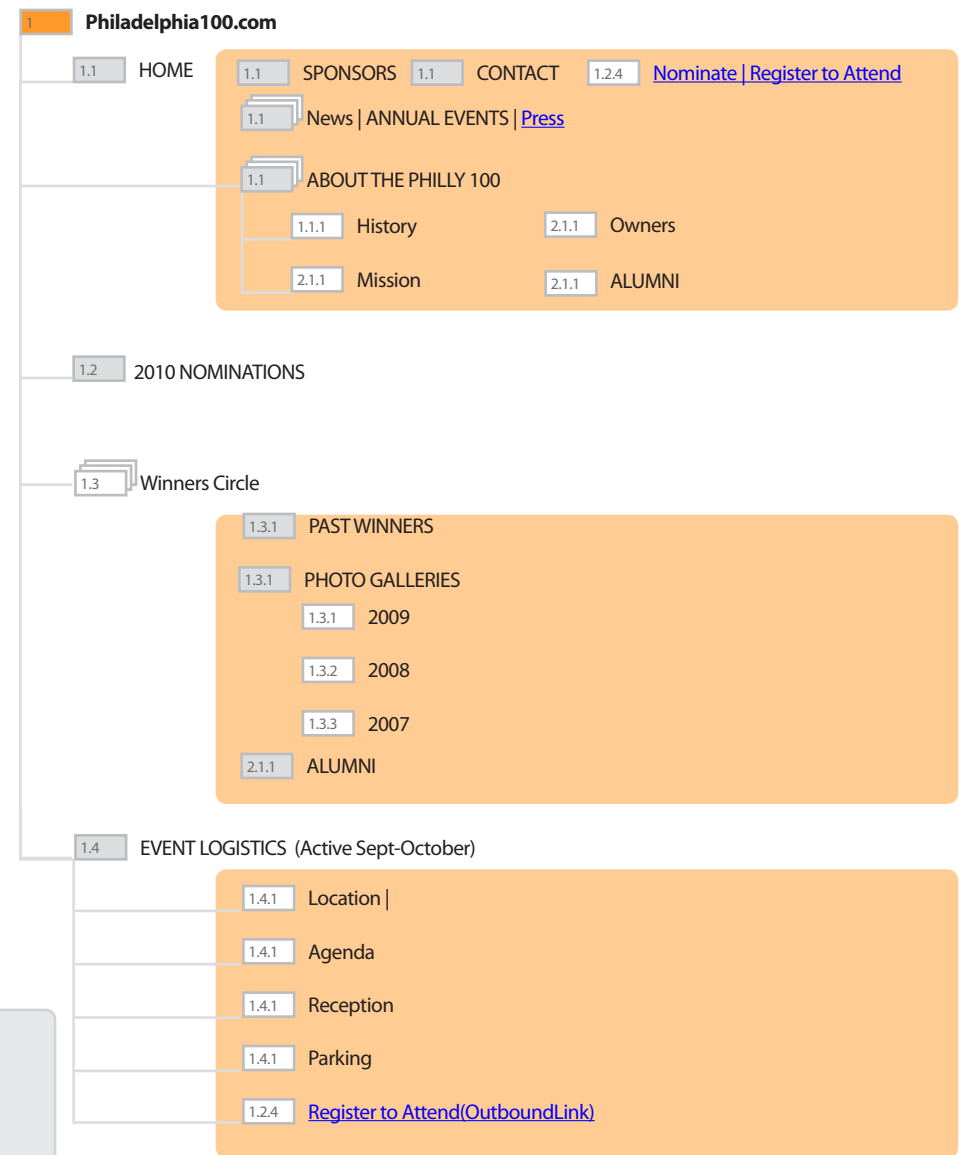 1 Philadelphia100.com
1.1 HOME 1.1 SPONSORS 1.1 CONTACT 1.2.4 Nominate | Register to Attend
1.1 News | ANNUAL EVENTS | Press
1.1 ABOUT THE PHILLY 100
1.1.1 History 2.1.1 Owners
2.1.1 Mission 2.1.1 ALUMNI
1.2 2010 NOMINATIONS
1.3 Winners Circle
1.3.1 PAST WINNERS
1.3.1 PHOTO GALLERIES
1.3.1 2009
1.3.2 2008
1.3.3 2007
2.1.1 ALUMNI
1.4 EVENT LOGISTICS (Active Sept-October)
1.4.1 Location |
1.4.1 Agenda
1.4.1 Reception
1.4.1 Parking
1.2.4 Register to Attend(OutboundLink)